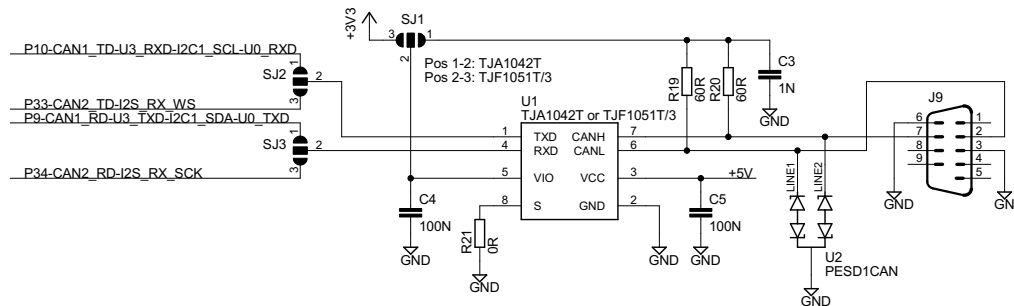 +3V3
SJ1
3
1
2
Pos 1-2: TJA1042T
Pos 2-3: TJF1051T/3
P10-CAN1_TD-U3_RXD-I2C1_SCL-U0_RXD
SJ2
1
2
3
P33-CAN2_TD-I2S_RX_WS
P9-CAN1_RD-U3_TXD-I2C1_SDA-U0_TXD
SJ3
1
2
3
P34-CAN2_RD-I2S_RX_SCK
R19
60R
R20
60R
C3
1N
GND
U1
TJA1042T or TJF1051T/3
1
TXD
CANH
7
4
RXD
CANL
6
5
VIO
VCC
3
+5V
8
S
GND
2
C4
100N
GND
R21
0R
GND
GND
C5
100N
GND
LINE1
LINE2
U2
PESD1CAN
GND
J9
6
1
7
2
8
3
9
4
5
GND
GN